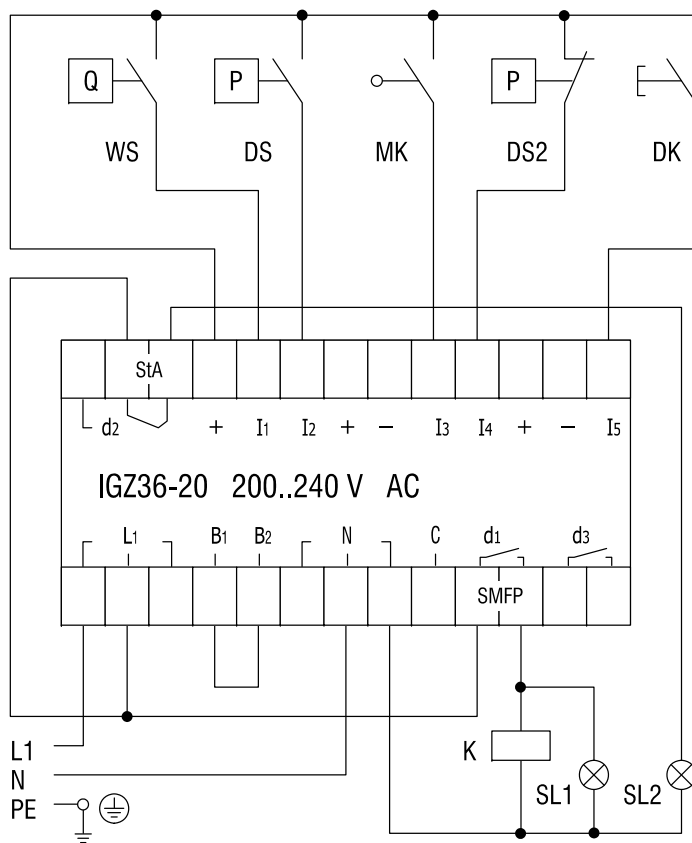 Q P P
WS DS MK DS2 DK
StA
d2 + I1 I2 + – I3 I4 + – I5
IGZ36-20 200..240 V AC
L1 B1 B2 N C d1 d3
SMFP
L1
N
PE
K
SL1 SL2